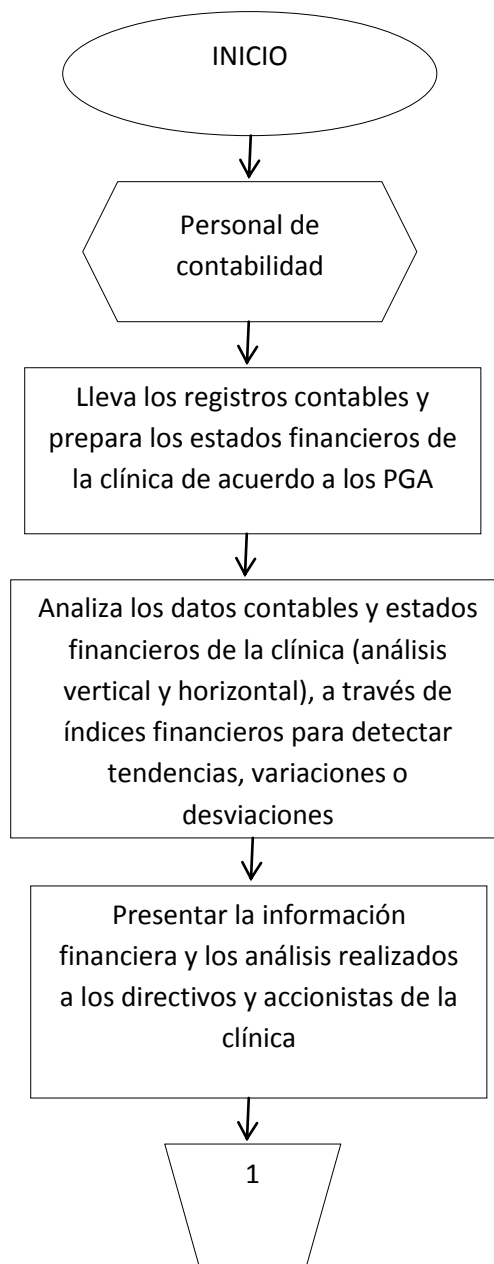 INICIO
Personal de
contabilidad
Lleva los registros contables y
prepara los estados financieros de
la clínica de acuerdo a los PGA
Analiza los datos contables y estados
financieros de la clínica (análisis
vertical y horizontal), a través de
índices financieros para detectar
tendencias, variaciones o
desviaciones
Presentar la información
financiera y los análisis realizados
a los directivos y accionistas de la
clínica
1